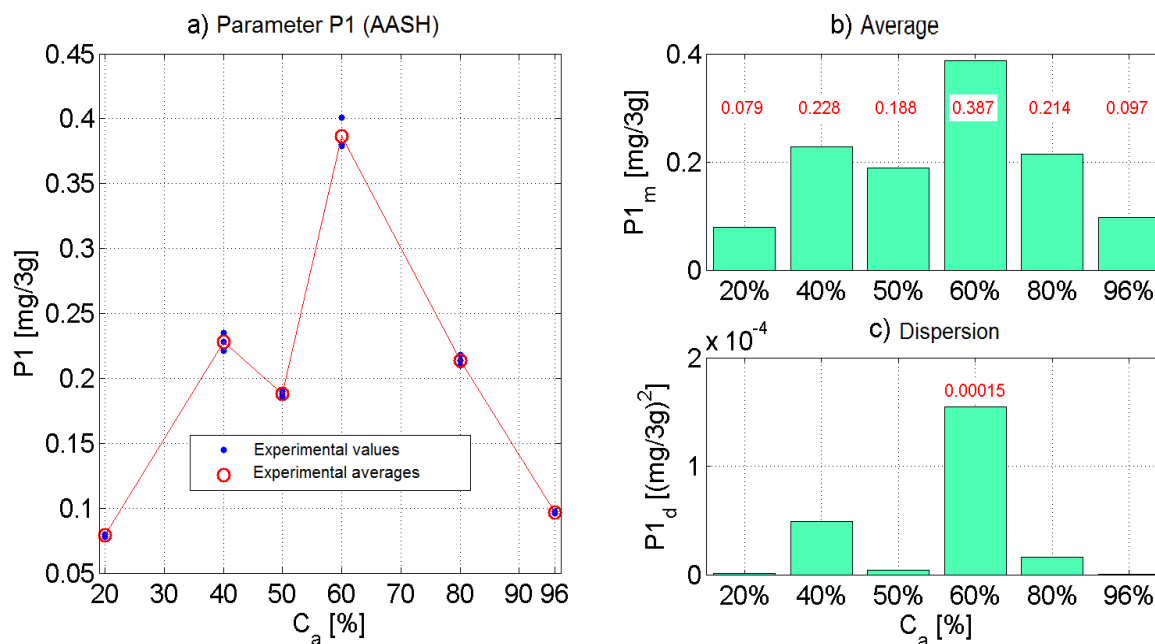 a) Parameter P1 (AASH)
0.45
0.4
0.35
0.3
0.25
0.2
0.15
0.1
0.05
P1 [mg/3g]
Experimental values
Experimental averages
20 30 40 50 60 70 80 90 96
C_a [%]
b) Average
0.4
0.2
0
P1_m [mg/3g]
0.079 0.228 0.188 0.387 0.214 0.097
20% 40% 50% 60% 80% 96%
c) Dispersion
2 x 10^-4
1
0
P1_d [(mg/3g)^2]
0.00015
20% 40% 50% 60% 80% 96%
C_a [%]